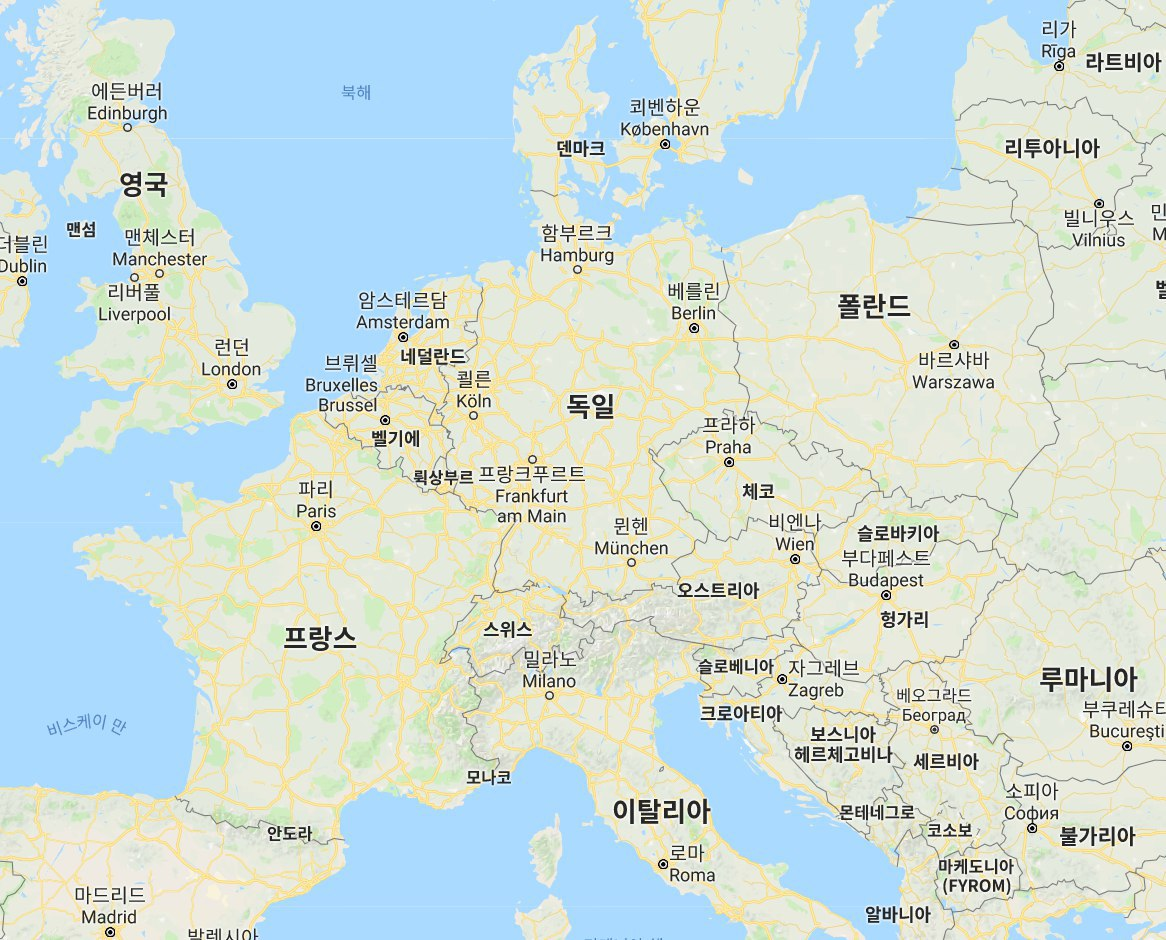 리가
Rīga
라트비아
에든버러
Edinburgh
북해
쾨벤하운
København
덴마크
리투아니아
영국
맨섬
빌니우스
Vilnius
더블린
Dublin
맨체스터
Manchester
리버풀
Liverpool
함부르크
Hamburg
암스테르담
Amsterdam
네덜란드
베를린
Berlin
폴란드
바르샤바
Warszawa
런던
London
브뤼셀
Bruxelles
Brussel
벨기에
쾰른
Köln
독일
프라하
Praha
체코
룩상부르
프랑크푸르트
Frankfurt
am Main
파리
Paris
뮌헨
München
비엔나
Wien
슬로바키아
부다페스트
Budapest
오스트리아
헝가리
프랑스
스위스
밀라노
Milano
슬로베니아
자그레브
Zagreb
크로아티아
루마니아
베오그라드
Београд
부쿠레슈티
București
보스니아
헤르체고비나
세르비아
비스케이 만
모나코
이탈리아
몬테네그로
코소보
소피아
София
불가리아
안도라
로마
Roma
마케도니아
(FYROM)
알바니아
마드리드
Madrid
발렌시아